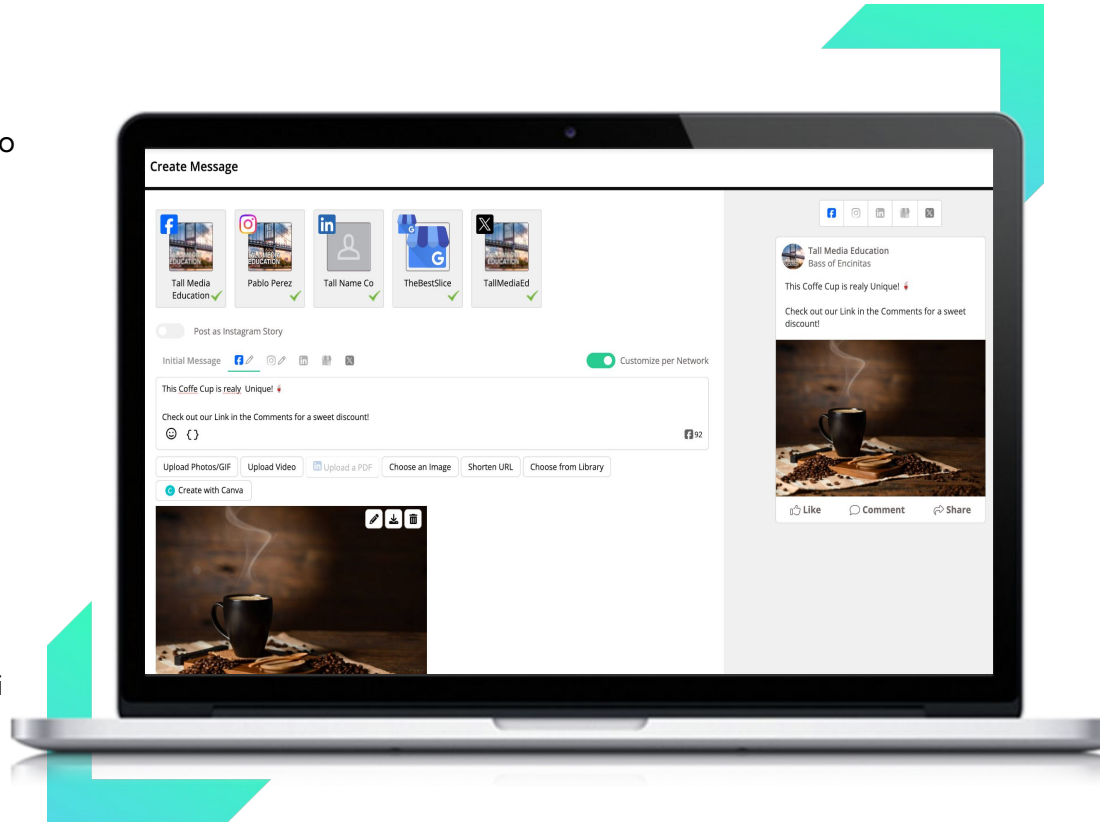 o
Create Message
Tall Media Education
Pablo Perez
Tall Name Co
TheBestSlice
TallMediaEd
Post as Instagram Story
Initial Message
Customize per Network
This Coffe Cup is realy Unique!
Check out our Link in the Comments for a sweet discount!
{}
92
Upload Photos/GIF Upload Video Upload a PDF Choose an Image Shorten URL Choose from Library
Create with Canva
Tall Media Education
Bass of Encinitas
This Coffe Cup is realy Unique!
Check out our Link in the Comments for a sweet
discount!
Like Comment Share
i